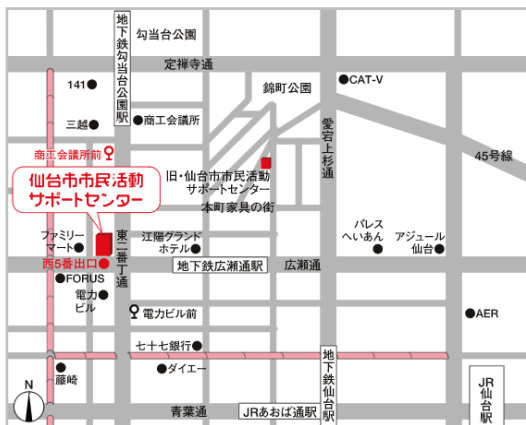 勾当台公園
地下鉄勾当台公園駅
定禅寺通
141
錦町公園
CAT-V
三越
商工会議所
愛宕上杉通
商工会議所前
45号線
仙台市市民活動
サポートセンター
旧・仙台市市民活動
サポートセンター
本町家具の街
ファミリー
マート
東二番丁通
江陽グランド
ホテル
パレス
へいあん
アジュール
仙台
西5番出口
地下鉄広瀬通駅
広瀬通
FORUS
電力
ビル
電力ビル前
AER
七十七銀行
地下鉄仙台駅
藤崎
ダイエー
JR仙台駅
N
青葉通
JRあおば通駅